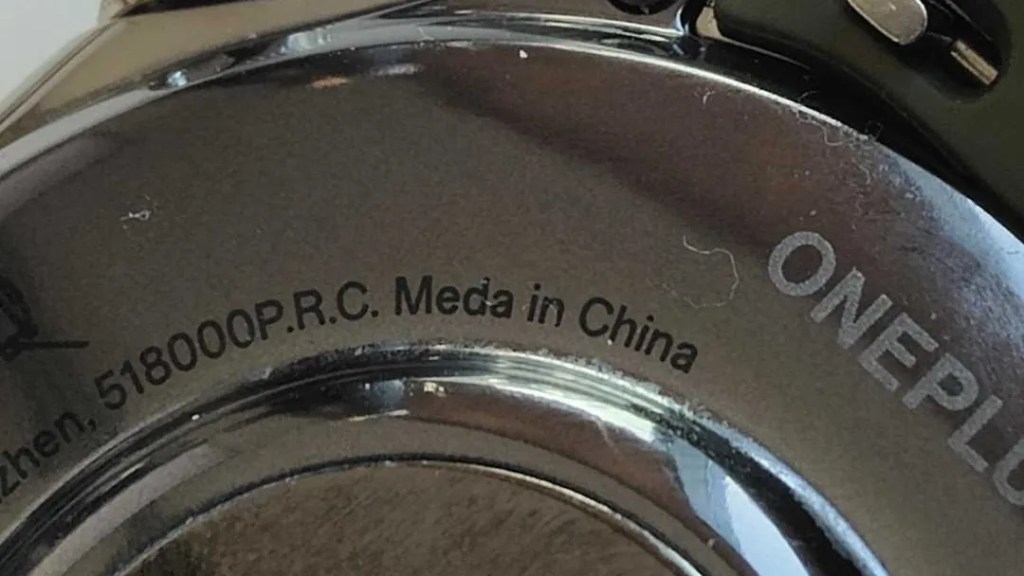 zhen, 518000P.R.C. Meda in China
ONEPLU